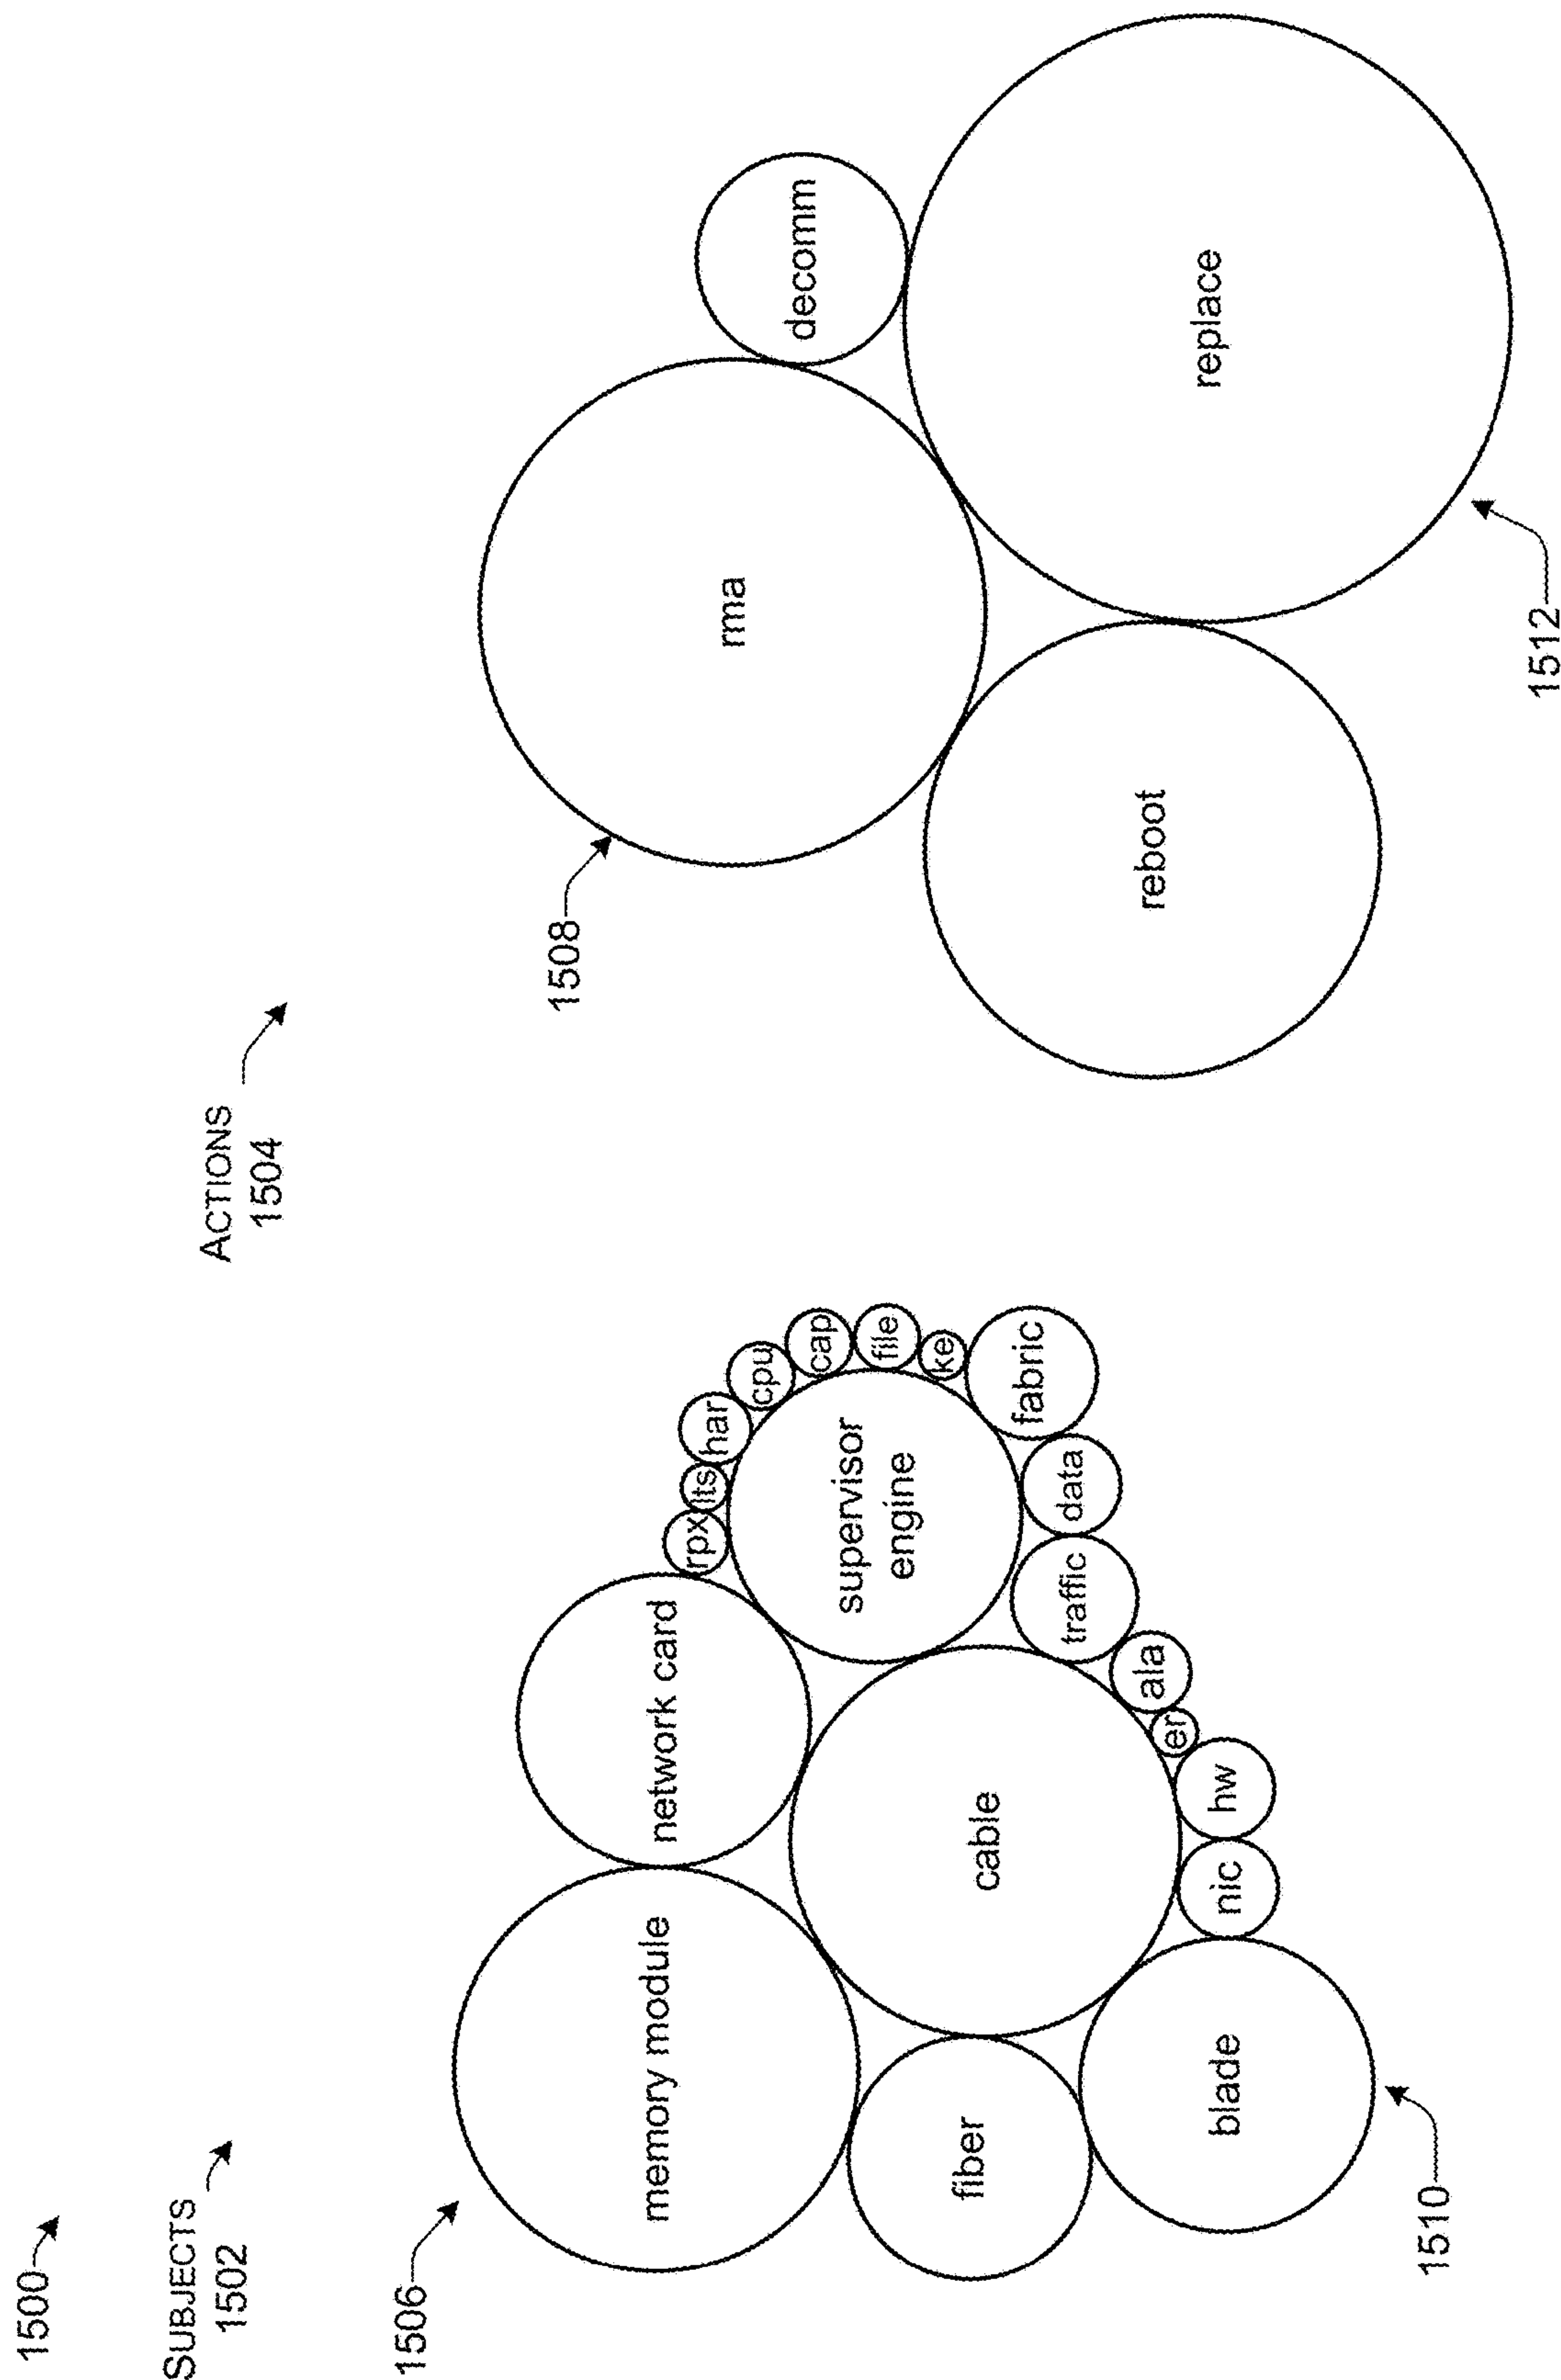 1500
SUBJECTS
1502
ACTIONS
1504
1506
memory module
network card
rpx
lts
har
cpu
cap
file
ke
supervisor
engine
fabric
data
traffic
cable
ala
er
hw
nic
fiber
blade
1510
1508
rma
decomm
reboot
replace
1512